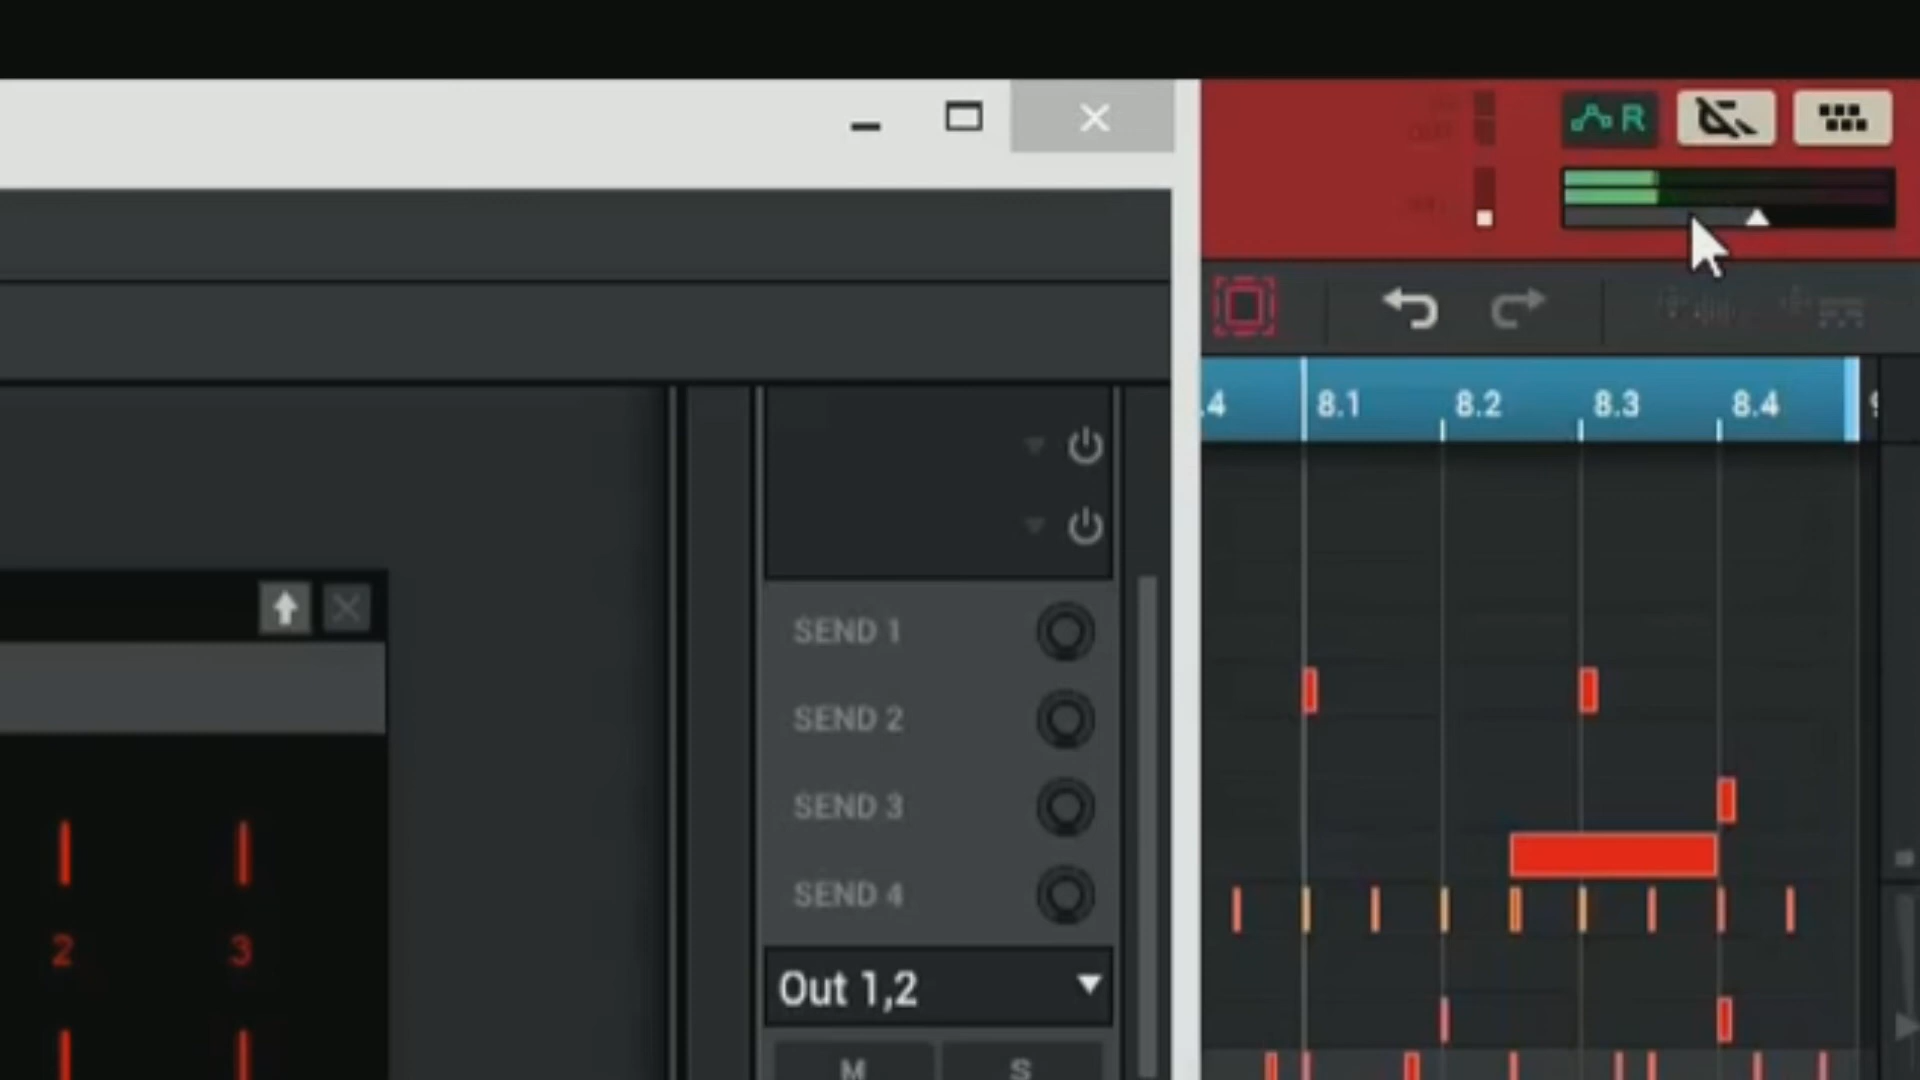 R
.4 8.1 8.2 8.3 8.4
SEND 1
SEND 2
SEND 3
SEND 4
2 3
Out 1,2
M S